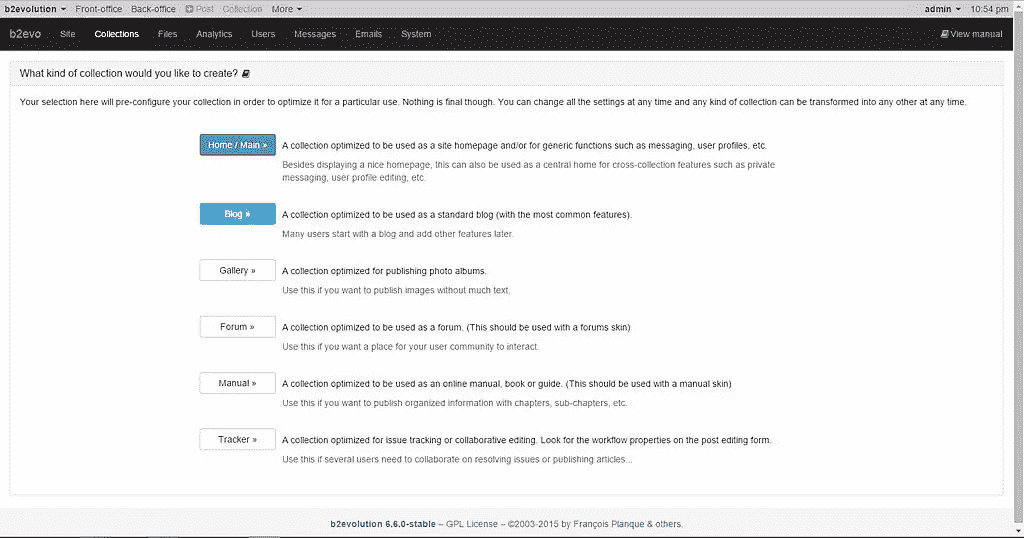 b2evolution Front-office Back-office Post Collection More admin 10:54 pm
b2evo Site Collections Files Analytics Users Messages Emails System View manual
What kind of collection would you like to create?
Your selection here will pre-configure your collection in order to optimize it for a particular use. Nothing is final though. You can change all the settings at any time and any kind of collection can be transformed into any other at any time.
Home / Main » A collection optimized to be used as a site homepage and/or for generic functions such as messaging, user profiles, etc.
Besides displaying a nice homepage, this can also be used as a central home for cross-collection features such as private
messaging, user profile editing, etc.
Blog » A collection optimized to be used as a standard blog (with the most common features).
Many users start with a blog and add other features later.
Gallery » A collection optimized for publishing photo albums.
Use this if you want to publish images without much text.
Forum » A collection optimized to be used as a forum. (This should be used with a forums skin)
Use this if you want a place for your user community to interact.
Manual » A collection optimized to be used as an online manual, book or guide. (This should be used with a manual skin)
Use this if you want to publish organized information with chapters, sub-chapters, etc.
Tracker » A collection optimized for issue tracking or collaborative editing. Look for the workflow properties on the post editing form.
Use this if several users need to collaborate on resolving issues or publishing articles...
b2evolution 6.6.0-stable – GPL License – ©2003-2015 by François Planque & others.